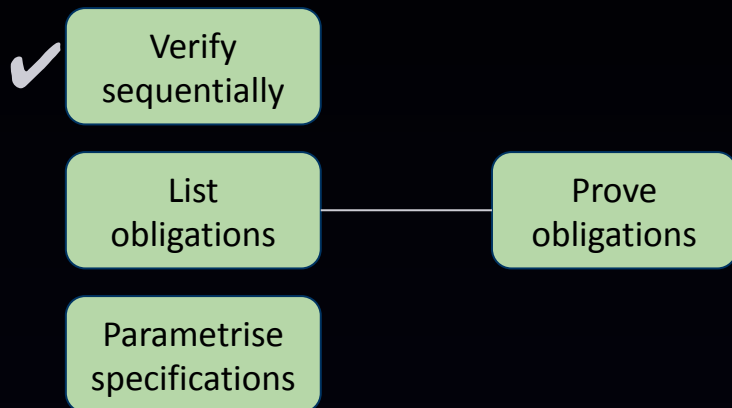 Verify
sequentially
List
obligations
Prove
obligations
Parametrise
specifications